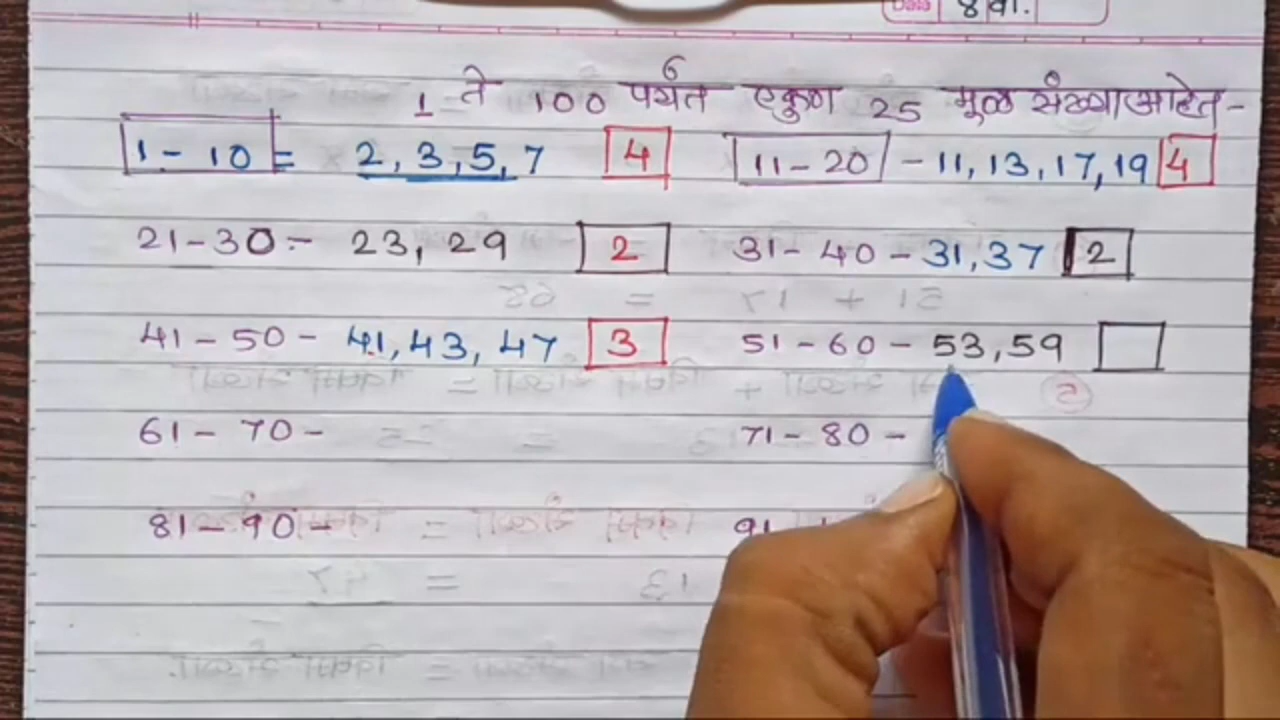 Date 8 वा.
1 ते 100 पर्यंत एकुण 25 मूळ संख्या आहेत-
1 - 10 = 2, 3, 5, 7 4 11 - 20 - 11, 13, 17, 19 4
21 - 30 :- 23, 29 2 31 - 40 - 31, 37 2
41 - 50 - 41, 43, 47 3 51 - 60 - 53, 59
61 - 70 - 71 - 80 -
81 - 90 - 91